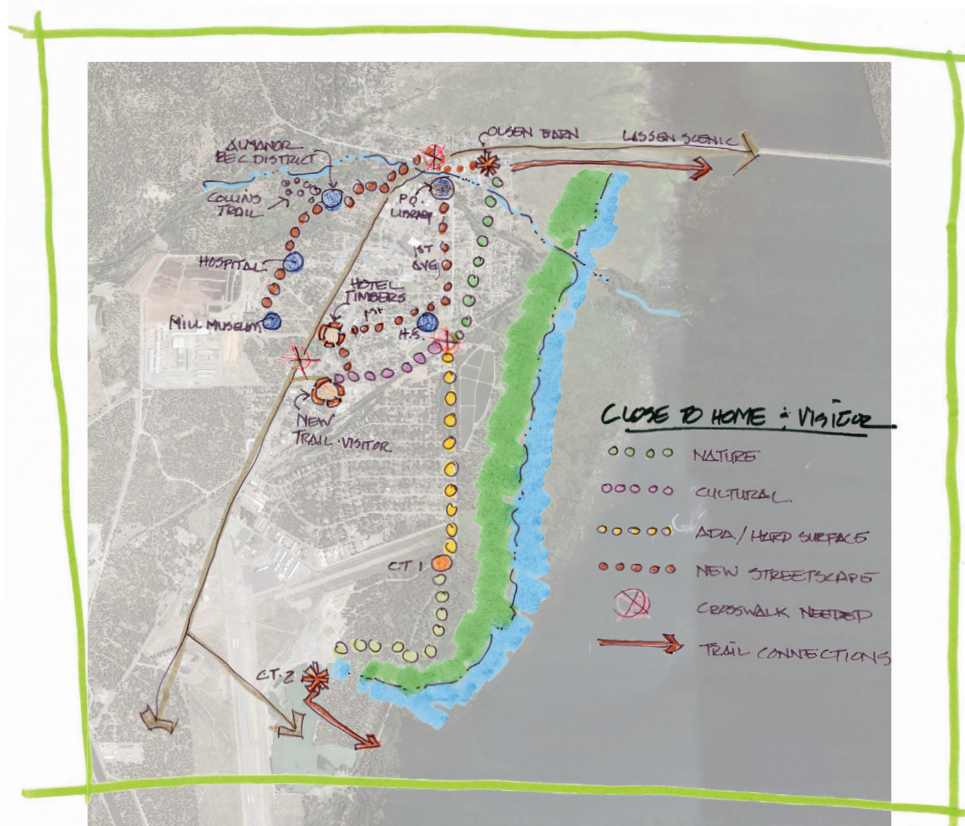 OLSEN BARN
LASSEN SCENIC
ALMANOR
REC. DISTRICT
COLLINS
TRAIL
P.O.
LIBRARY
1ST
AVE
HOSPITAL
HOTEL
TIMBERS
1ST
MILL MUSEUM
H.S.
NEW
TRAIL · VISITOR
CLOSE TO HOME : VISITOR
NATURE
CULTURAL
ADA / HARD SURFACE
CT 1
NEW STREETSCAPE
CROSSWALK NEEDED
TRAIL CONNECTIONS
CT-2